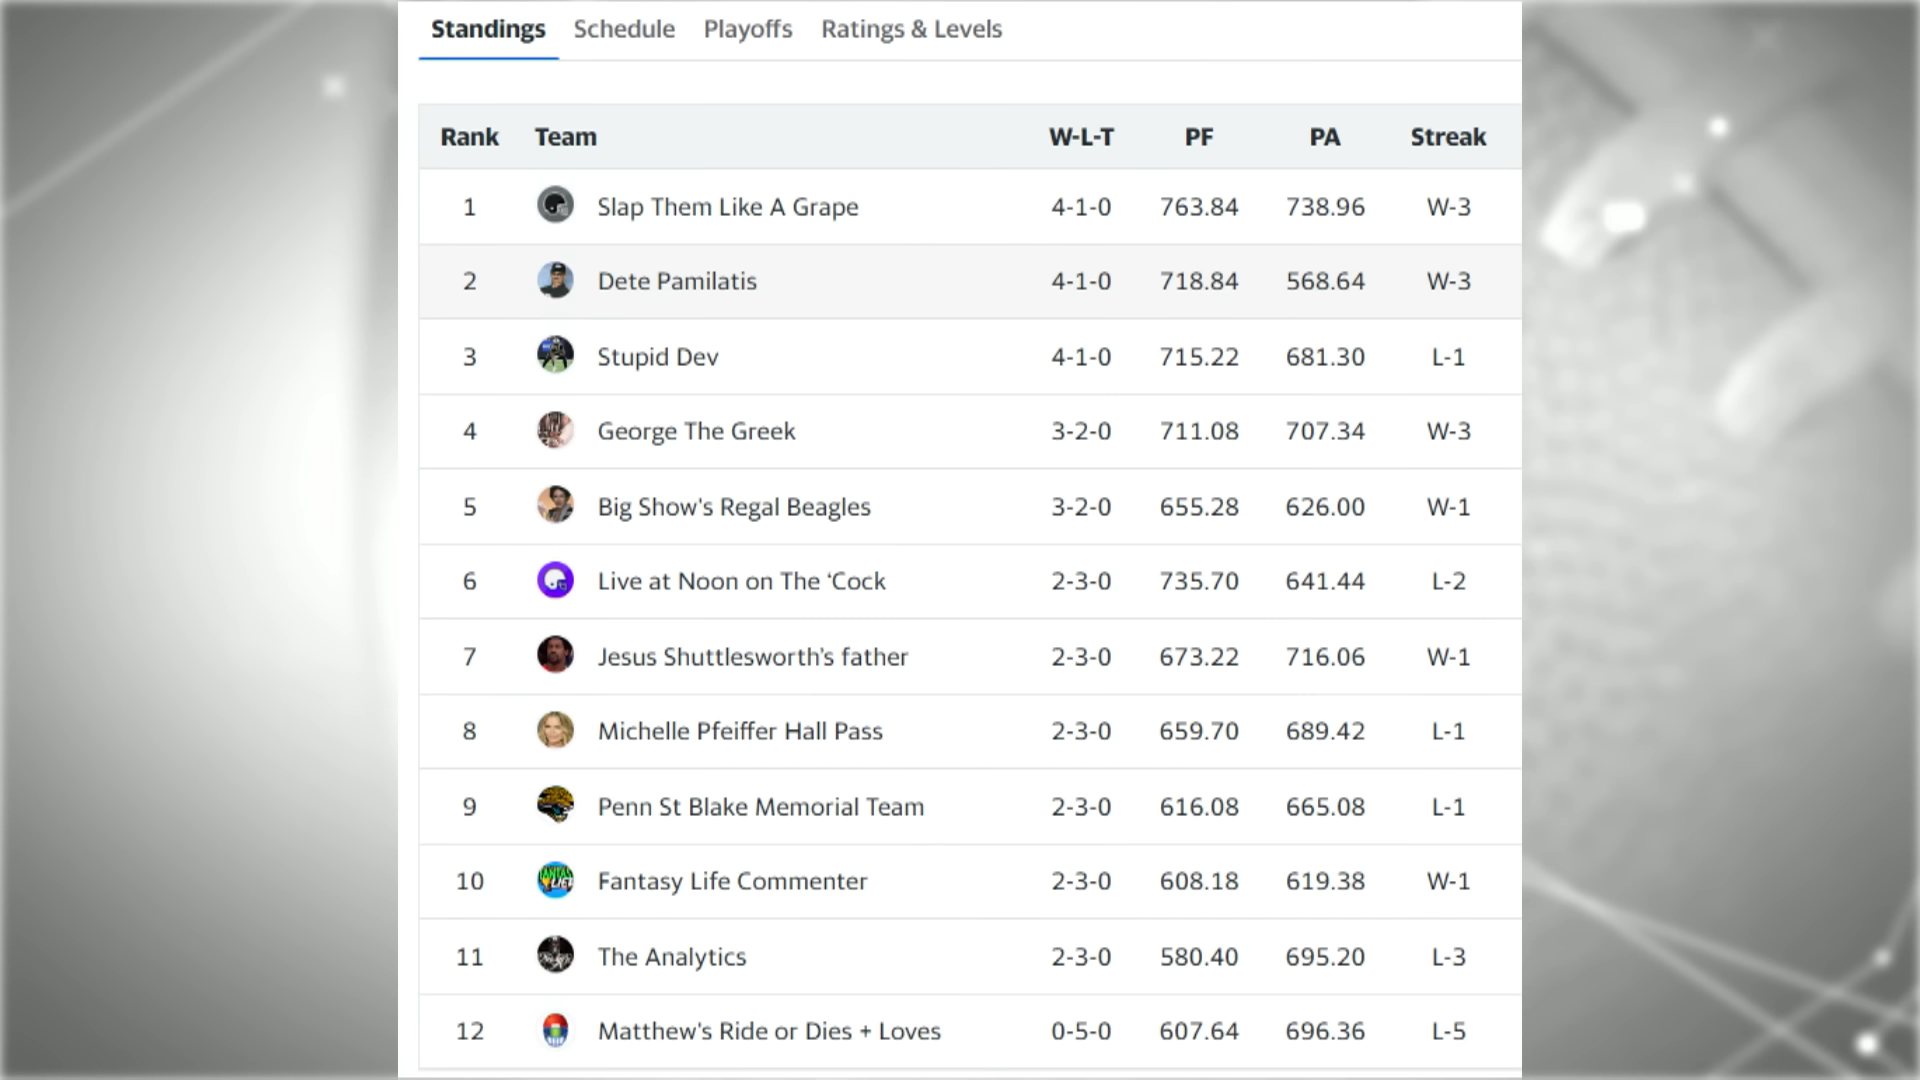 Standings Schedule Playoffs Ratings & Levels
Rank Team W-L-T PF PA Streak
1 Slap Them Like A Grape 4-1-0 763.84 738.96 W-3
2 Dete Pamilatis 4-1-0 718.84 568.64 W-3
3 Stupid Dev 4-1-0 715.22 681.30 L-1
4 George The Greek 3-2-0 711.08 707.34 W-3
5 Big Show's Regal Beagles 3-2-0 655.28 626.00 W-1
6 Live at Noon on The ‘Cock 2-3-0 735.70 641.44 L-2
7 Jesus Shuttlesworth's father 2-3-0 673.22 716.06 W-1
8 Michelle Pfeiffer Hall Pass 2-3-0 659.70 689.42 L-1
9 Penn St Blake Memorial Team 2-3-0 616.08 665.08 L-1
10 Fantasy Life Commenter 2-3-0 608.18 619.38 W-1
11 The Analytics 2-3-0 580.40 695.20 L-3
12 Matthew's Ride or Dies + Loves 0-5-0 607.64 696.36 L-5